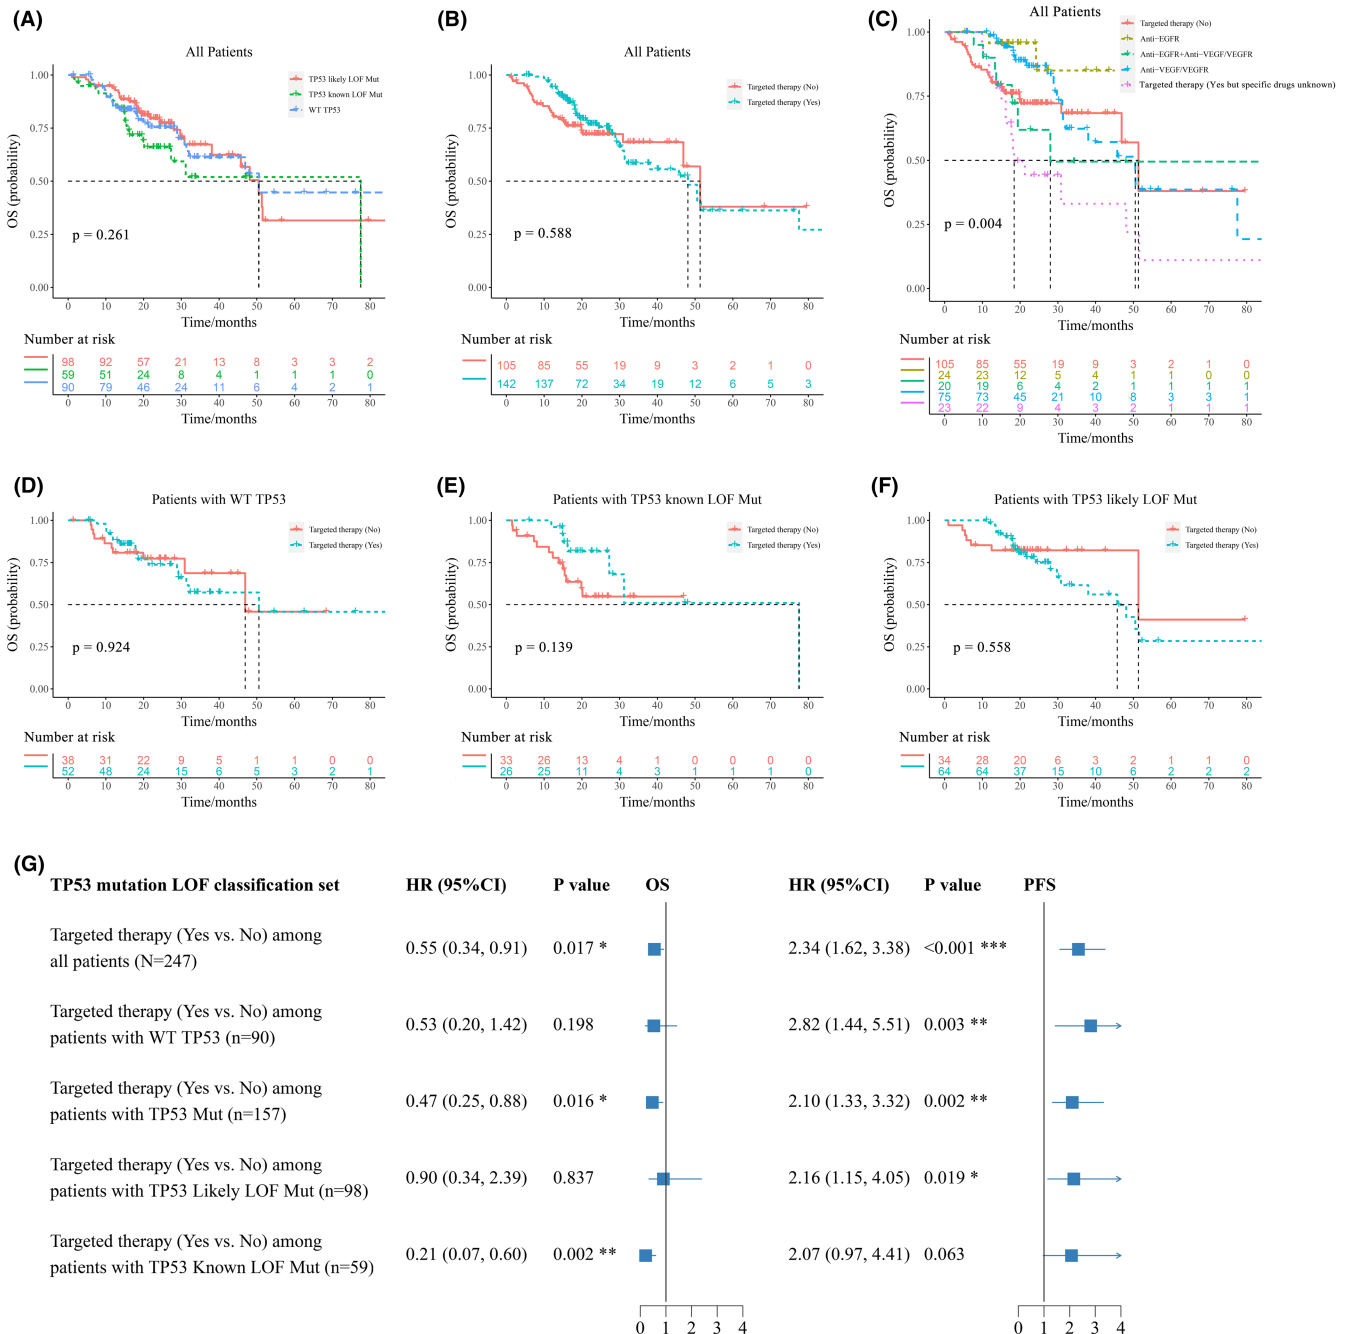 (A)
All Patients
OS (probability)
1.00
0.75
0.50
0.25
0.00
TP53 likely LOF Mut
TP53 known LOF Mut
WT TP53
p = 0.261
0 10 20 30 40 50 60 70 80
Time/months
Number at risk
98 92 57 21 13 8 3 3 2
59 51 24 8 4 1 1 1 0
90 79 46 24 11 6 4 2 1
0 10 20 30 40 50 60 70 80
Time/months
(B)
All Patients
OS (probability)
1.00
0.75
0.50
0.25
0.00
Targeted therapy (No)
Targeted therapy (Yes)
p = 0.588
0 10 20 30 40 50 60 70 80
Time/months
Number at risk
105 85 55 19 9 3 2 1 0
142 137 72 34 19 12 6 5 3
0 10 20 30 40 50 60 70 80
Time/months
(C)
All Patients
OS (probability)
1.00
0.75
0.50
0.25
0.00
Targeted therapy (No)
Anti−EGFR
Anti−EGFR+Anti−VEGF/VEGFR
Anti−VEGF/VEGFR
Targeted therapy (Yes but specific drugs unknown)
p = 0.004
0 10 20 30 40 50 60 70 80
Time/months
Number at risk
105 85 55 19 9 3 2 1 0
24 23 12 5 4 1 1 0 0
20 19 6 4 2 1 1 1 1
75 73 45 21 10 8 3 3 1
23 22 9 4 3 2 1 1 1
0 10 20 30 40 50 60 70 80
Time/months
(D)
Patients with WT TP53
OS (probability)
1.00
0.75
0.50
0.25
0.00
Targeted therapy (No)
Targeted therapy (Yes)
p = 0.924
0 10 20 30 40 50 60 70 80
Time/months
Number at risk
38 31 22 9 5 1 1 0 0
52 48 24 15 6 5 3 2 1
0 10 20 30 40 50 60 70 80
Time/months
(E)
Patients with TP53 known LOF Mut
OS (probability)
1.00
0.75
0.50
0.25
0.00
Targeted therapy (No)
Targeted therapy (Yes)
p = 0.139
0 10 20 30 40 50 60 70 80
Time/months
Number at risk
33 26 13 4 1 0 0 0 0
26 25 11 4 3 1 1 1 0
0 10 20 30 40 50 60 70 80
Time/months
(F)
Patients with TP53 likely LOF Mut
OS (probability)
1.00
0.75
0.50
0.25
0.00
Targeted therapy (No)
Targeted therapy (Yes)
p = 0.558
0 10 20 30 40 50 60 70 80
Time/months
Number at risk
34 28 20 6 3 2 1 1 0
64 64 37 15 10 6 2 2 2
0 10 20 30 40 50 60 70 80
Time/months
(G)
TP53 mutation LOF classification set HR (95%CI) P value OS HR (95%CI) P value PFS
Targeted therapy (Yes vs. No) among
all patients (N=247)
0.55 (0.34, 0.91) 0.017 * 2.34 (1.62, 3.38) <0.001 ***
Targeted therapy (Yes vs. No) among
patients with WT TP53 (n=90)
0.53 (0.20, 1.42) 0.198 2.82 (1.44, 5.51) 0.003 **
Targeted therapy (Yes vs. No) among
patients with TP53 Mut (n=157)
0.47 (0.25, 0.88) 0.016 * 2.10 (1.33, 3.32) 0.002 **
Targeted therapy (Yes vs. No) among
patients with TP53 Likely LOF Mut (n=98)
0.90 (0.34, 2.39) 0.837 2.16 (1.15, 4.05) 0.019 *
Targeted therapy (Yes vs. No) among
patients with TP53 Known LOF Mut (n=59)
0.21 (0.07, 0.60) 0.002 ** 2.07 (0.97, 4.41) 0.063
0 1 2 3 4 0 1 2 3 4